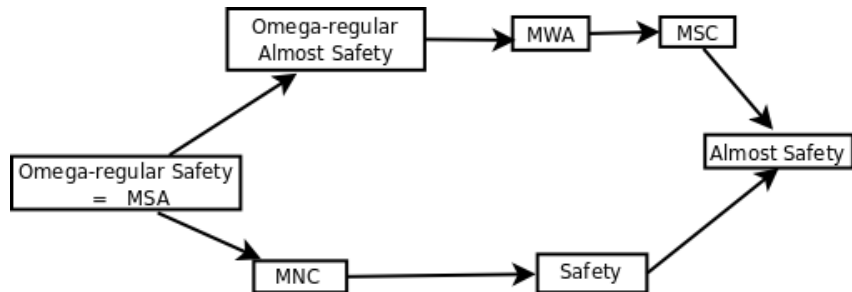 Omega-regular
Almost Safety
MWA
MSC
Almost Safety
Omega-regular Safety
= MSA
MNC
Safety